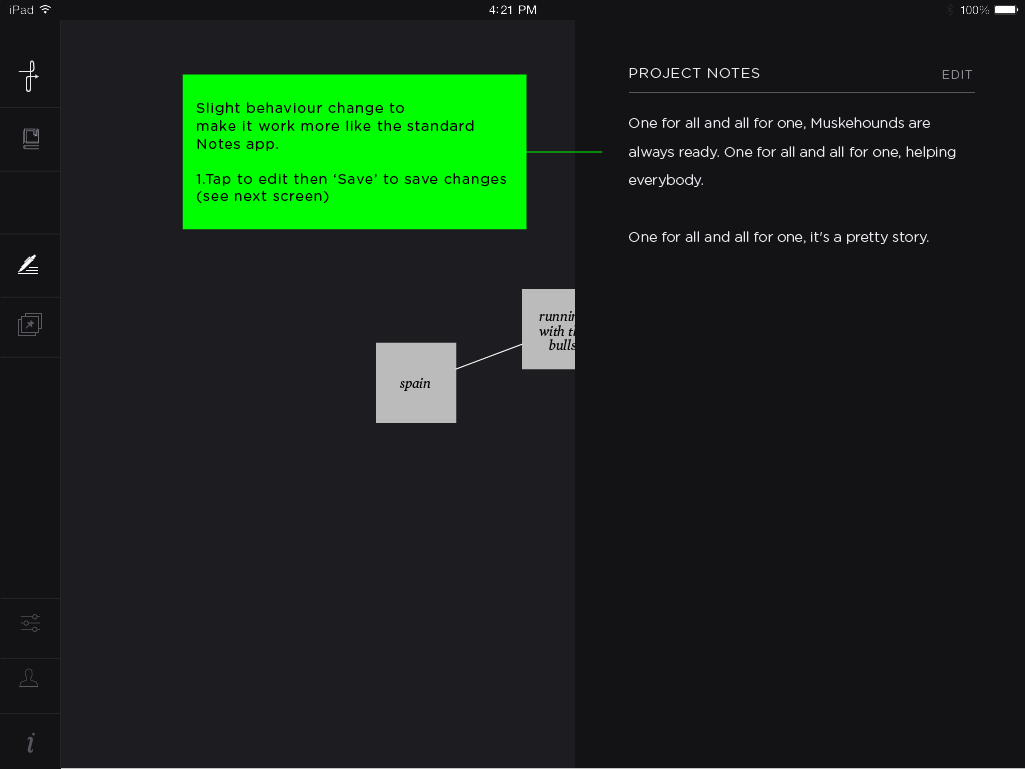 iPad 4:21 PM 100%
Slight behaviour change to
make it work more like the standard
Notes app.
1.Tap to edit then ‘Save’ to save changes
(see next screen)
spain
with
PROJECT NOTES EDIT
One for all and all for one, Muskehounds are
always ready. One for all and all for one, helping
everybody.
One for all and all for one, it's a pretty story.
i